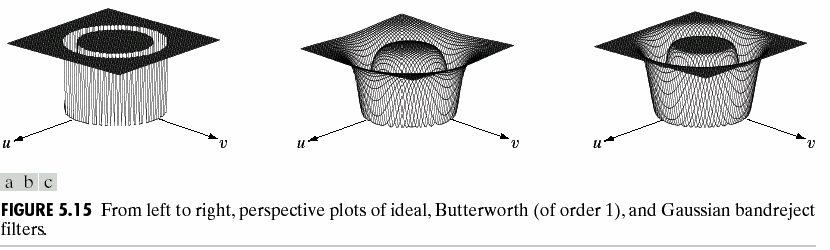 u v u v u v
a b c
FIGURE 5.15 From left to right, perspective plots of ideal, Butterworth (of order 1), and Gaussian bandreject
filters.